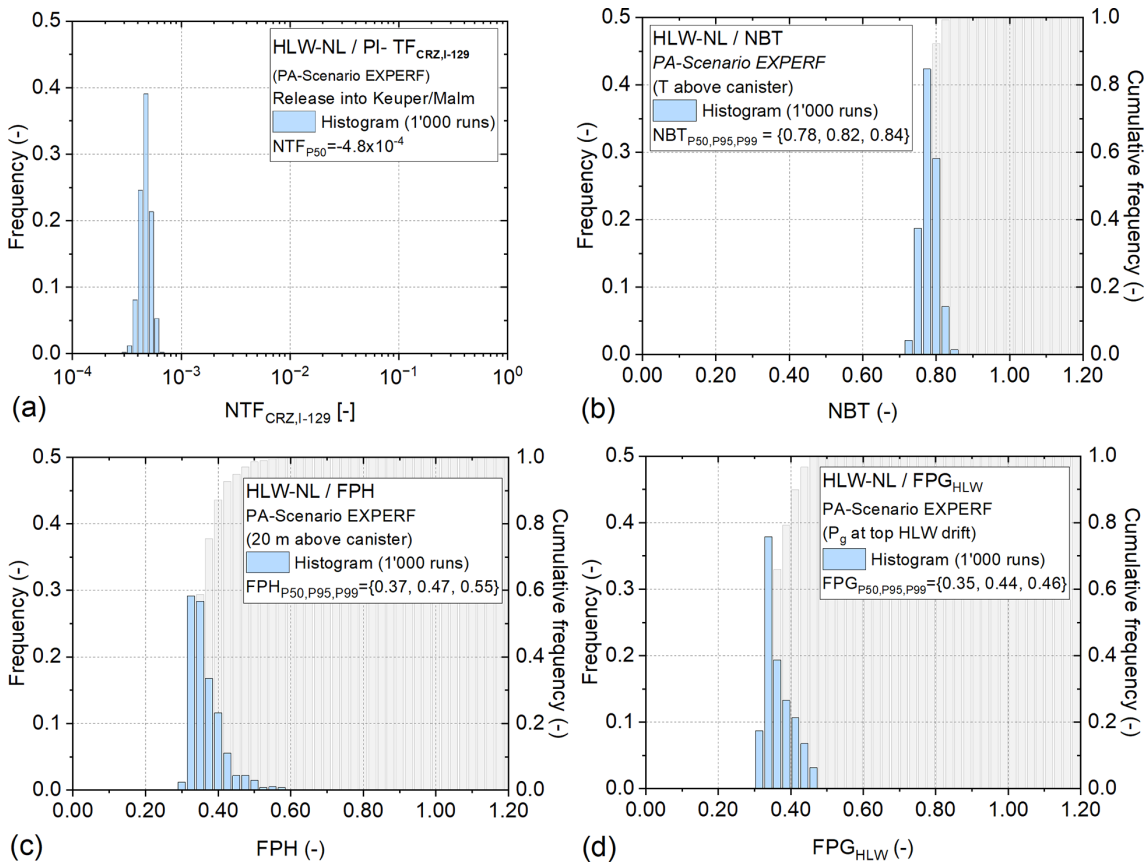 0.5
0.4
0.3
0.2
0.1
0.0
Frequency (-)
HLW-NL / PI- TF_CRZ,I-129
(PA-Scenario EXPERF)
Release into Keuper/Malm
Histogram (1'000 runs)
NTF_P50=-4.8x10^-4
10^-4 10^-3 10^-2 10^-1 10^0
NTF_CRZ,I-129 [-]
(a)
0.5
0.4
0.3
0.2
0.1
0.0
Frequency (-)
HLW-NL / NBT
PA-Scenario EXPERF
(T above canister)
Histogram (1'000 runs)
NBT_P50,P95,P99 = {0.78, 0.82, 0.84}
1.0
0.8
0.6
0.4
0.2
0.0
Cumulative frequency (-)
0.00 0.20 0.40 0.60 0.80 1.00 1.20
NBT (-)
(b)
0.5
0.4
0.3
0.2
0.1
0.0
Frequency (-)
HLW-NL / FPH
PA-Scenario EXPERF
(20 m above canister)
Histogram (1'000 runs)
FPH_P50,P95,P99={0.37, 0.47, 0.55}
1.0
0.8
0.6
0.4
0.2
0.0
Cumulative frequency (-)
0.00 0.20 0.40 0.60 0.80 1.00 1.20
FPH (-)
(c)
0.5
0.4
0.3
0.2
0.1
0.0
Frequency (-)
HLW-NL / FPG_HLW
PA-Scenario EXPERF
(P_g at top HLW drift)
Histogram (1'000 runs)
FPG_P50,P95,P99={0.35, 0.44, 0.46}
1.0
0.8
0.6
0.4
0.2
0.0
Cumulative frequency (-)
0.00 0.20 0.40 0.60 0.80 1.00 1.20
FPG_HLW (-)
(d)